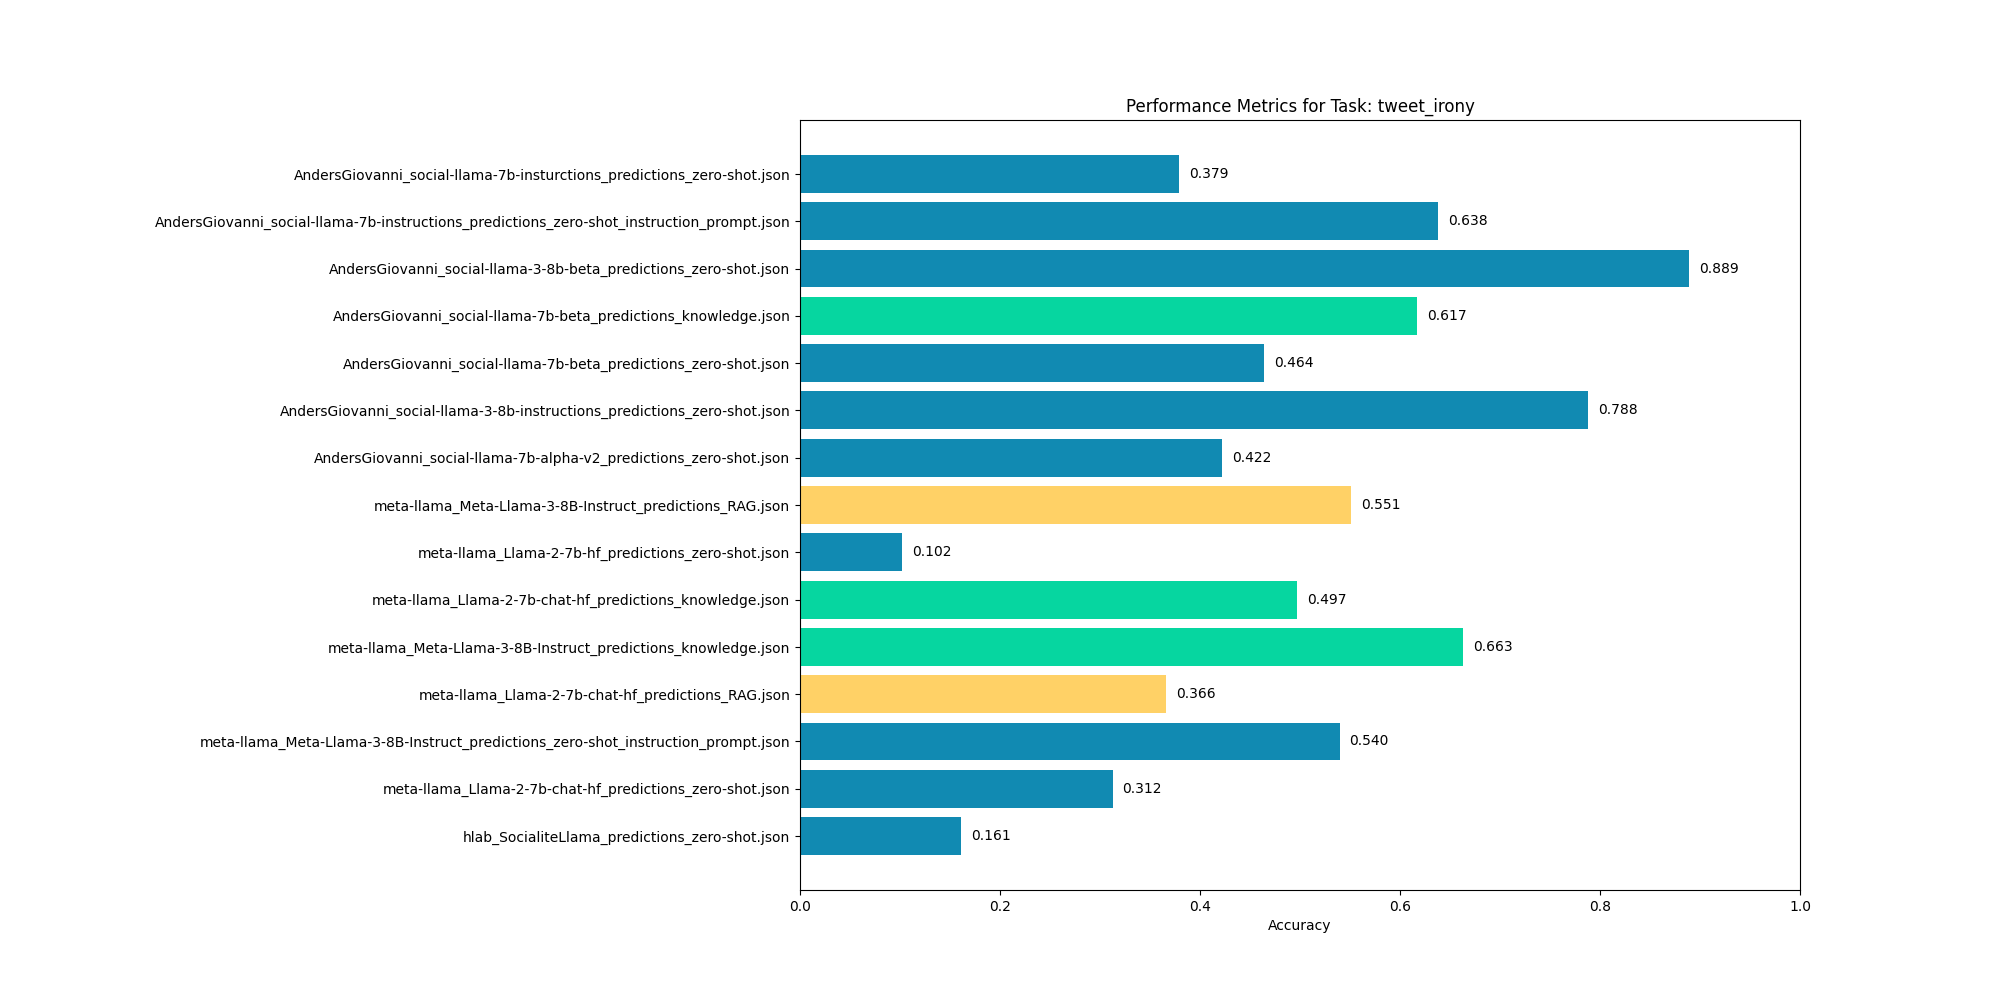 Performance Metrics for Task: tweet_irony
AndersGiovanni_social-llama-7b-insturctions_predictions_zero-shot.json 0.379
AndersGiovanni_social-llama-7b-instructions_predictions_zero-shot_instruction_prompt.json 0.638
AndersGiovanni_social-llama-3-8b-beta_predictions_zero-shot.json 0.889
AndersGiovanni_social-llama-7b-beta_predictions_knowledge.json 0.617
AndersGiovanni_social-llama-7b-beta_predictions_zero-shot.json 0.464
AndersGiovanni_social-llama-3-8b-instructions_predictions_zero-shot.json 0.788
AndersGiovanni_social-llama-7b-alpha-v2_predictions_zero-shot.json 0.422
meta-llama_Meta-Llama-3-8B-Instruct_predictions_RAG.json 0.551
meta-llama_Llama-2-7b-hf_predictions_zero-shot.json 0.102
meta-llama_Llama-2-7b-chat-hf_predictions_knowledge.json 0.497
meta-llama_Meta-Llama-3-8B-Instruct_predictions_knowledge.json 0.663
meta-llama_Llama-2-7b-chat-hf_predictions_RAG.json 0.366
meta-llama_Meta-Llama-3-8B-Instruct_predictions_zero-shot_instruction_prompt.json 0.540
meta-llama_Llama-2-7b-chat-hf_predictions_zero-shot.json 0.312
hlab_SocialiteLlama_predictions_zero-shot.json 0.161
0.0 0.2 0.4 0.6 0.8 1.0
Accuracy